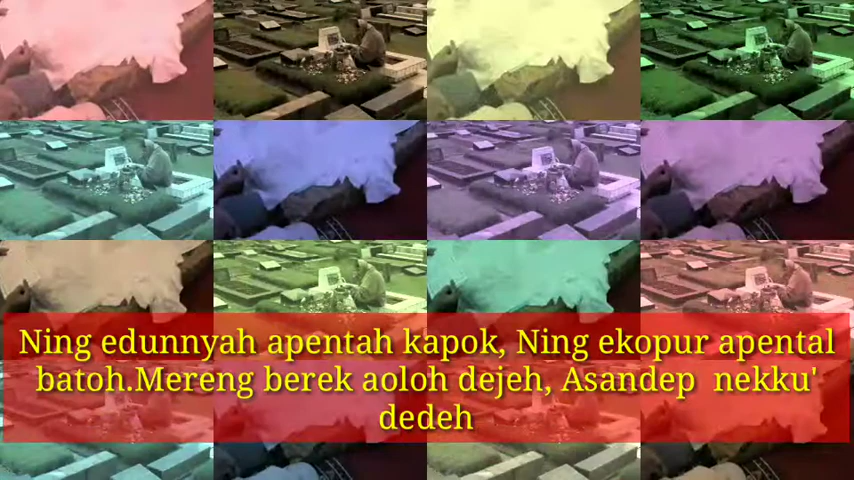 Ning edunnyah apentah kapok, Ning ekopur apental
batoh.Mereng berek aoloh dejeh, Asandep  nekku'
dedeh